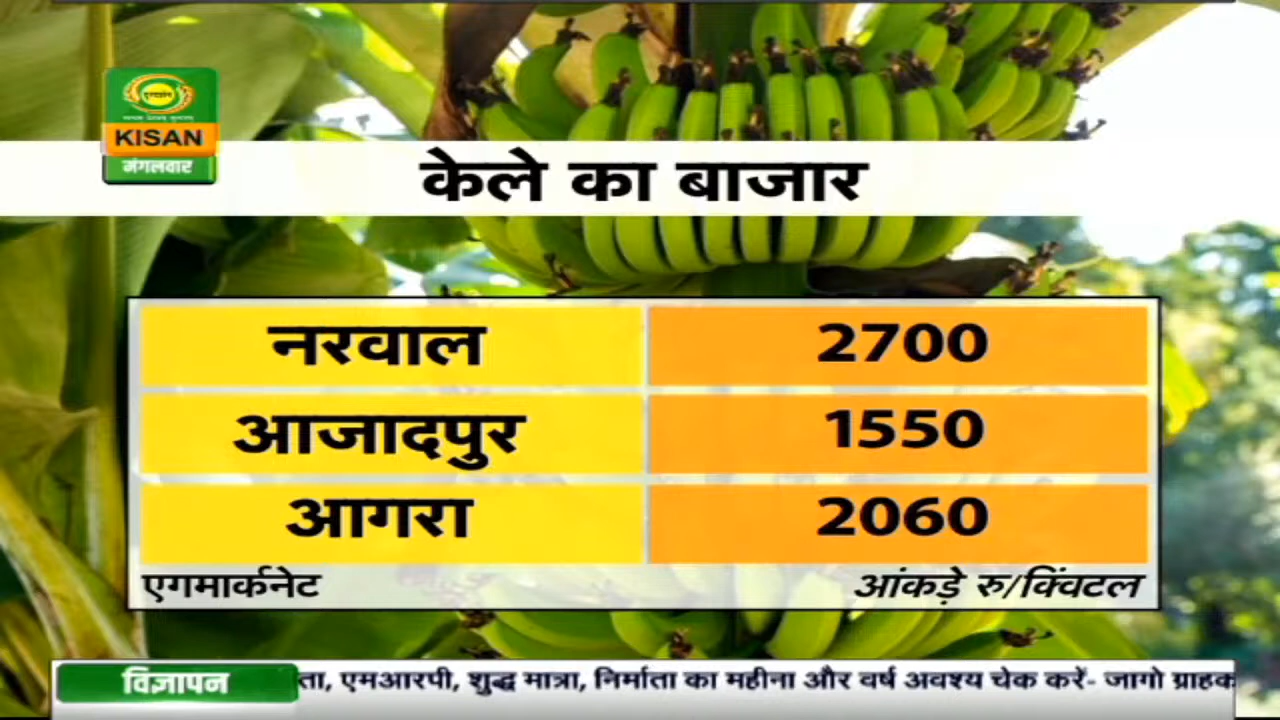 KISAN
मंगलवार
केले का बाजार
नरवाल 2700
आजादपुर 1550
आगरा 2060
एगमार्कनेट आंकड़े रु/क्विंटल
विज्ञापन ता, एमआरपी, शुद्ध मात्रा, निर्माता का महीना और वर्ष अवश्य चेक करें- जागो ग्राहक